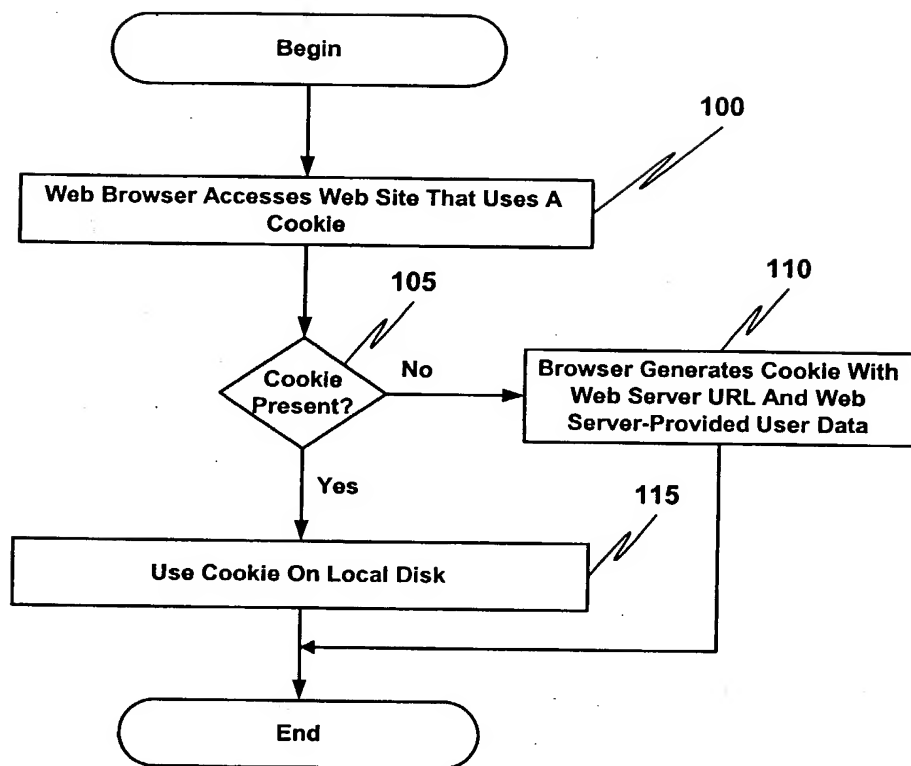 Begin
100
Web Browser Accesses Web Site That Uses A
Cookie
105
110
Cookie
Present?
No
Browser Generates Cookie With
Web Server URL And Web
Server-Provided User Data
Yes
115
Use Cookie On Local Disk
End